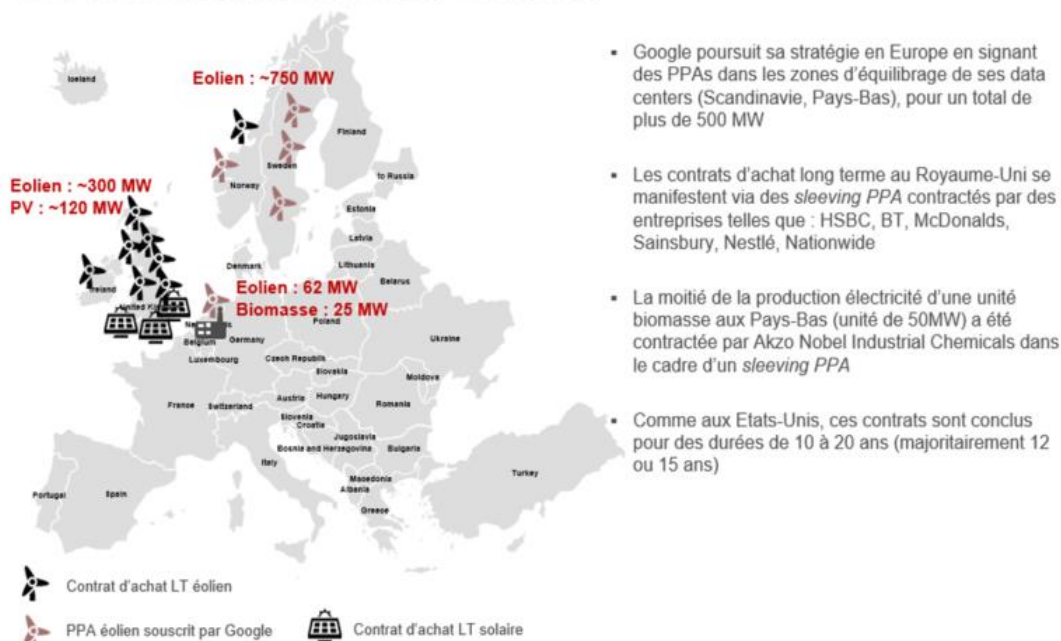 Iceland
Eolien : ~750 MW
Finland
Sweden
Norway
to Russia
Eolien : ~300 MW
PV : ~120 MW
Estonia
Latvia
Lithuania
Denmark
Belarus
Ireland
Eolien : 62 MW
Biomasse : 25 MW
Poland
Germany
Belgium
Ukraine
Luxembourg
Czech Republik
Slovakia
Moldova
Austria
Hungary
France
Switzerland
Romania
Slovenia
Croatia
Jugoslavia
Bosnia and Herzegovina
Bulgaria
Italy
Macedonia
Albania
Turkey
Portugal
Spain
Greece
Contrat d'achat LT éolien
PPA éolien souscrit par Google
Contrat d'achat LT solaire
▪ Google poursuit sa stratégie en Europe en signant
des PPAs dans les zones d'équilibrage de ses data
centers (Scandinavie, Pays-Bas), pour un total de
plus de 500 MW
▪ Les contrats d'achat long terme au Royaume-Uni se
manifestent via des sleeving PPA contractés par des
entreprises telles que : HSBC, BT, McDonalds,
Sainsbury, Nestlé, Nationwide
▪ La moitié de la production électricité d'une unité
biomasse aux Pays-Bas (unité de 50MW) a été
contractée par Akzo Nobel Industrial Chemicals dans
le cadre d'un sleeving PPA
▪ Comme aux Etats-Unis, ces contrats sont conclus
pour des durées de 10 à 20 ans (majoritairement 12
ou 15 ans)